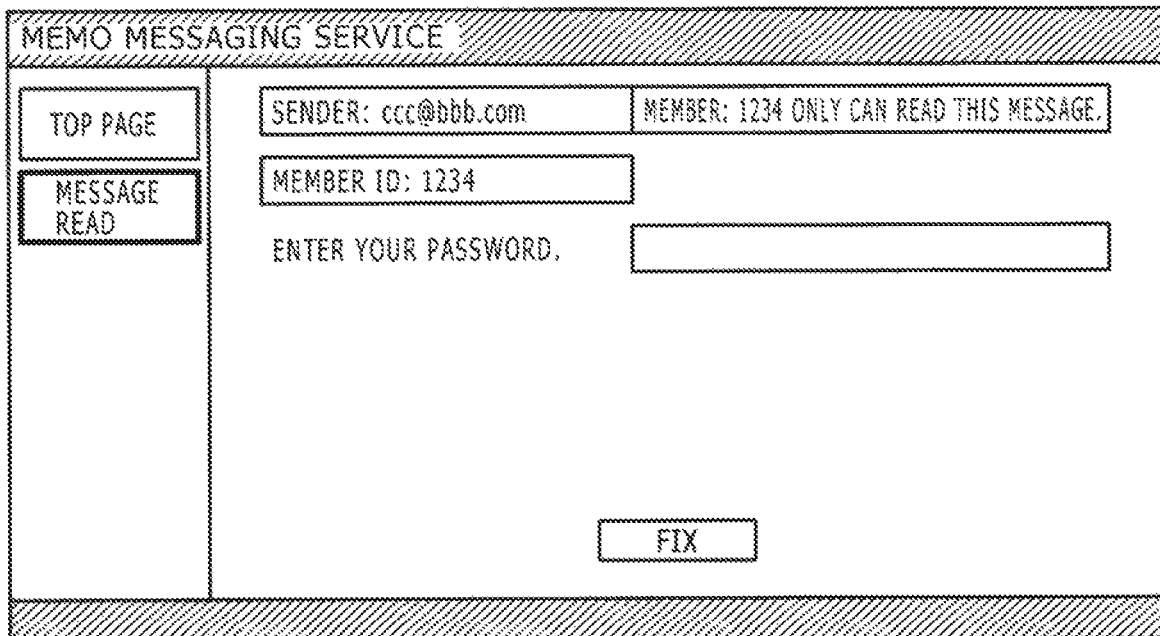 MEMO MESSAGING SERVICE
TOP PAGE
MESSAGE
READ
SENDER: ccc@bbb.com
MEMBER: 1234 ONLY CAN READ THIS MESSAGE.
MEMBER ID: 1234
ENTER YOUR PASSWORD.
FIX